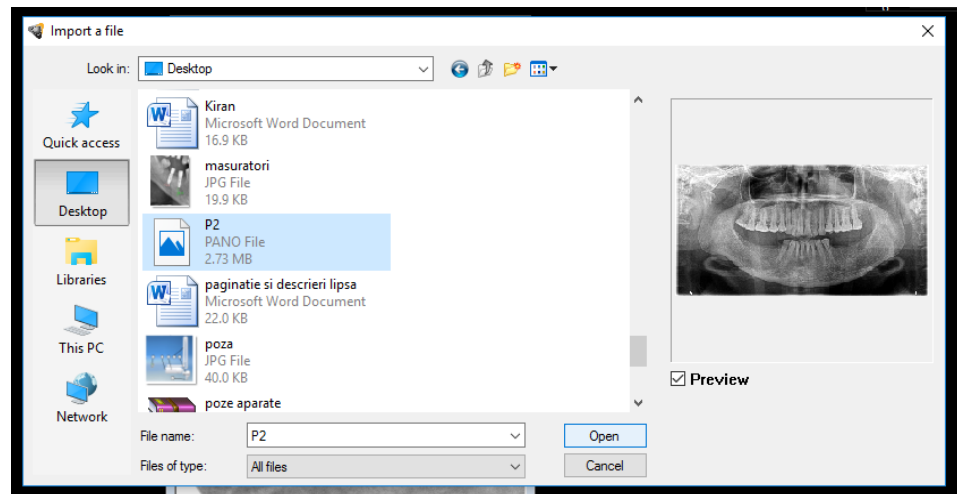 Import a file
Look in:
Desktop
Quick access
Desktop
Libraries
This PC
Network
Kiran
Microsoft Word Document
16.9 KB
masuratori
JPG File
19.9 KB
P2
PANO File
2.73 MB
paginatie si descrieri lipsa
Microsoft Word Document
22.0 KB
poza
JPG File
40.0 KB
poze aparate
Preview
File name:
P2
Open
Files of type:
All files
Cancel